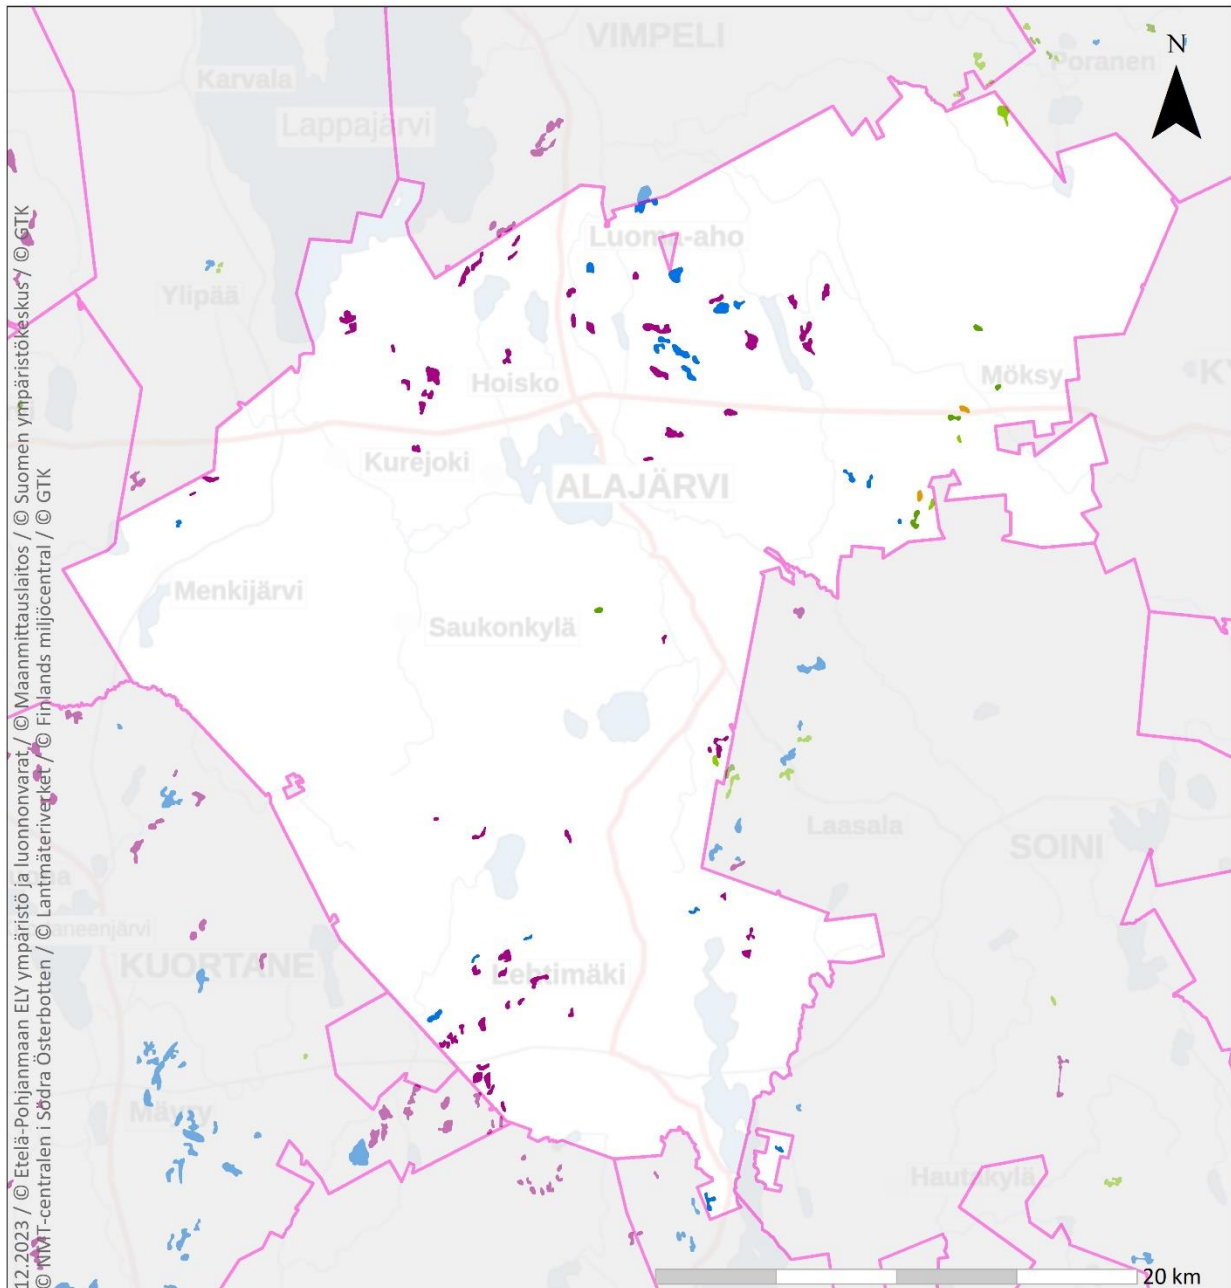 VIMPELI
N
Poranen
Karvala
Lappajärvi
Luoma-aho
Ylipää
Möksy
Hoisko
Kurejoki
ALAJÄRVI
Menkijärvi
Saukonkylä
Laasala
SOINI
KUORTANE
Lehtimäki
Mäyry
Hautakylä
20 km
12.2023 / © Etelä-Pohjanmaan ELY ympäristö ja luonnonvarat / © Maanmittauslaitos / © Suomen ympäristökeskus / © GTK
© NMT-centralen i Södra Österbotten / © Lantmäteriverket / © Finlands miljöcentral / © GTK